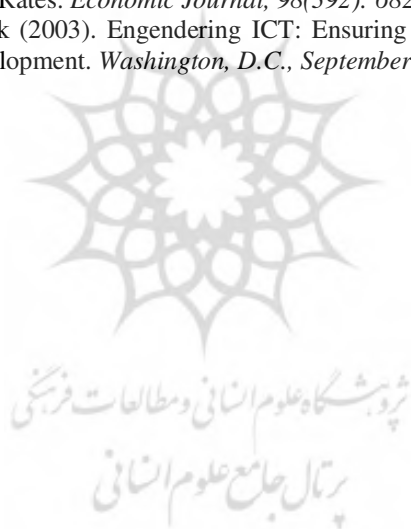 Rates. Economic Journal, 98(392): 682
k (2003). Engendering ICT: Ensuring
lopment. Washington, D.C., September
پژوهشگاه علوم انسانی و مطالعات فرهنگی
پرتال جامع علوم انسانی